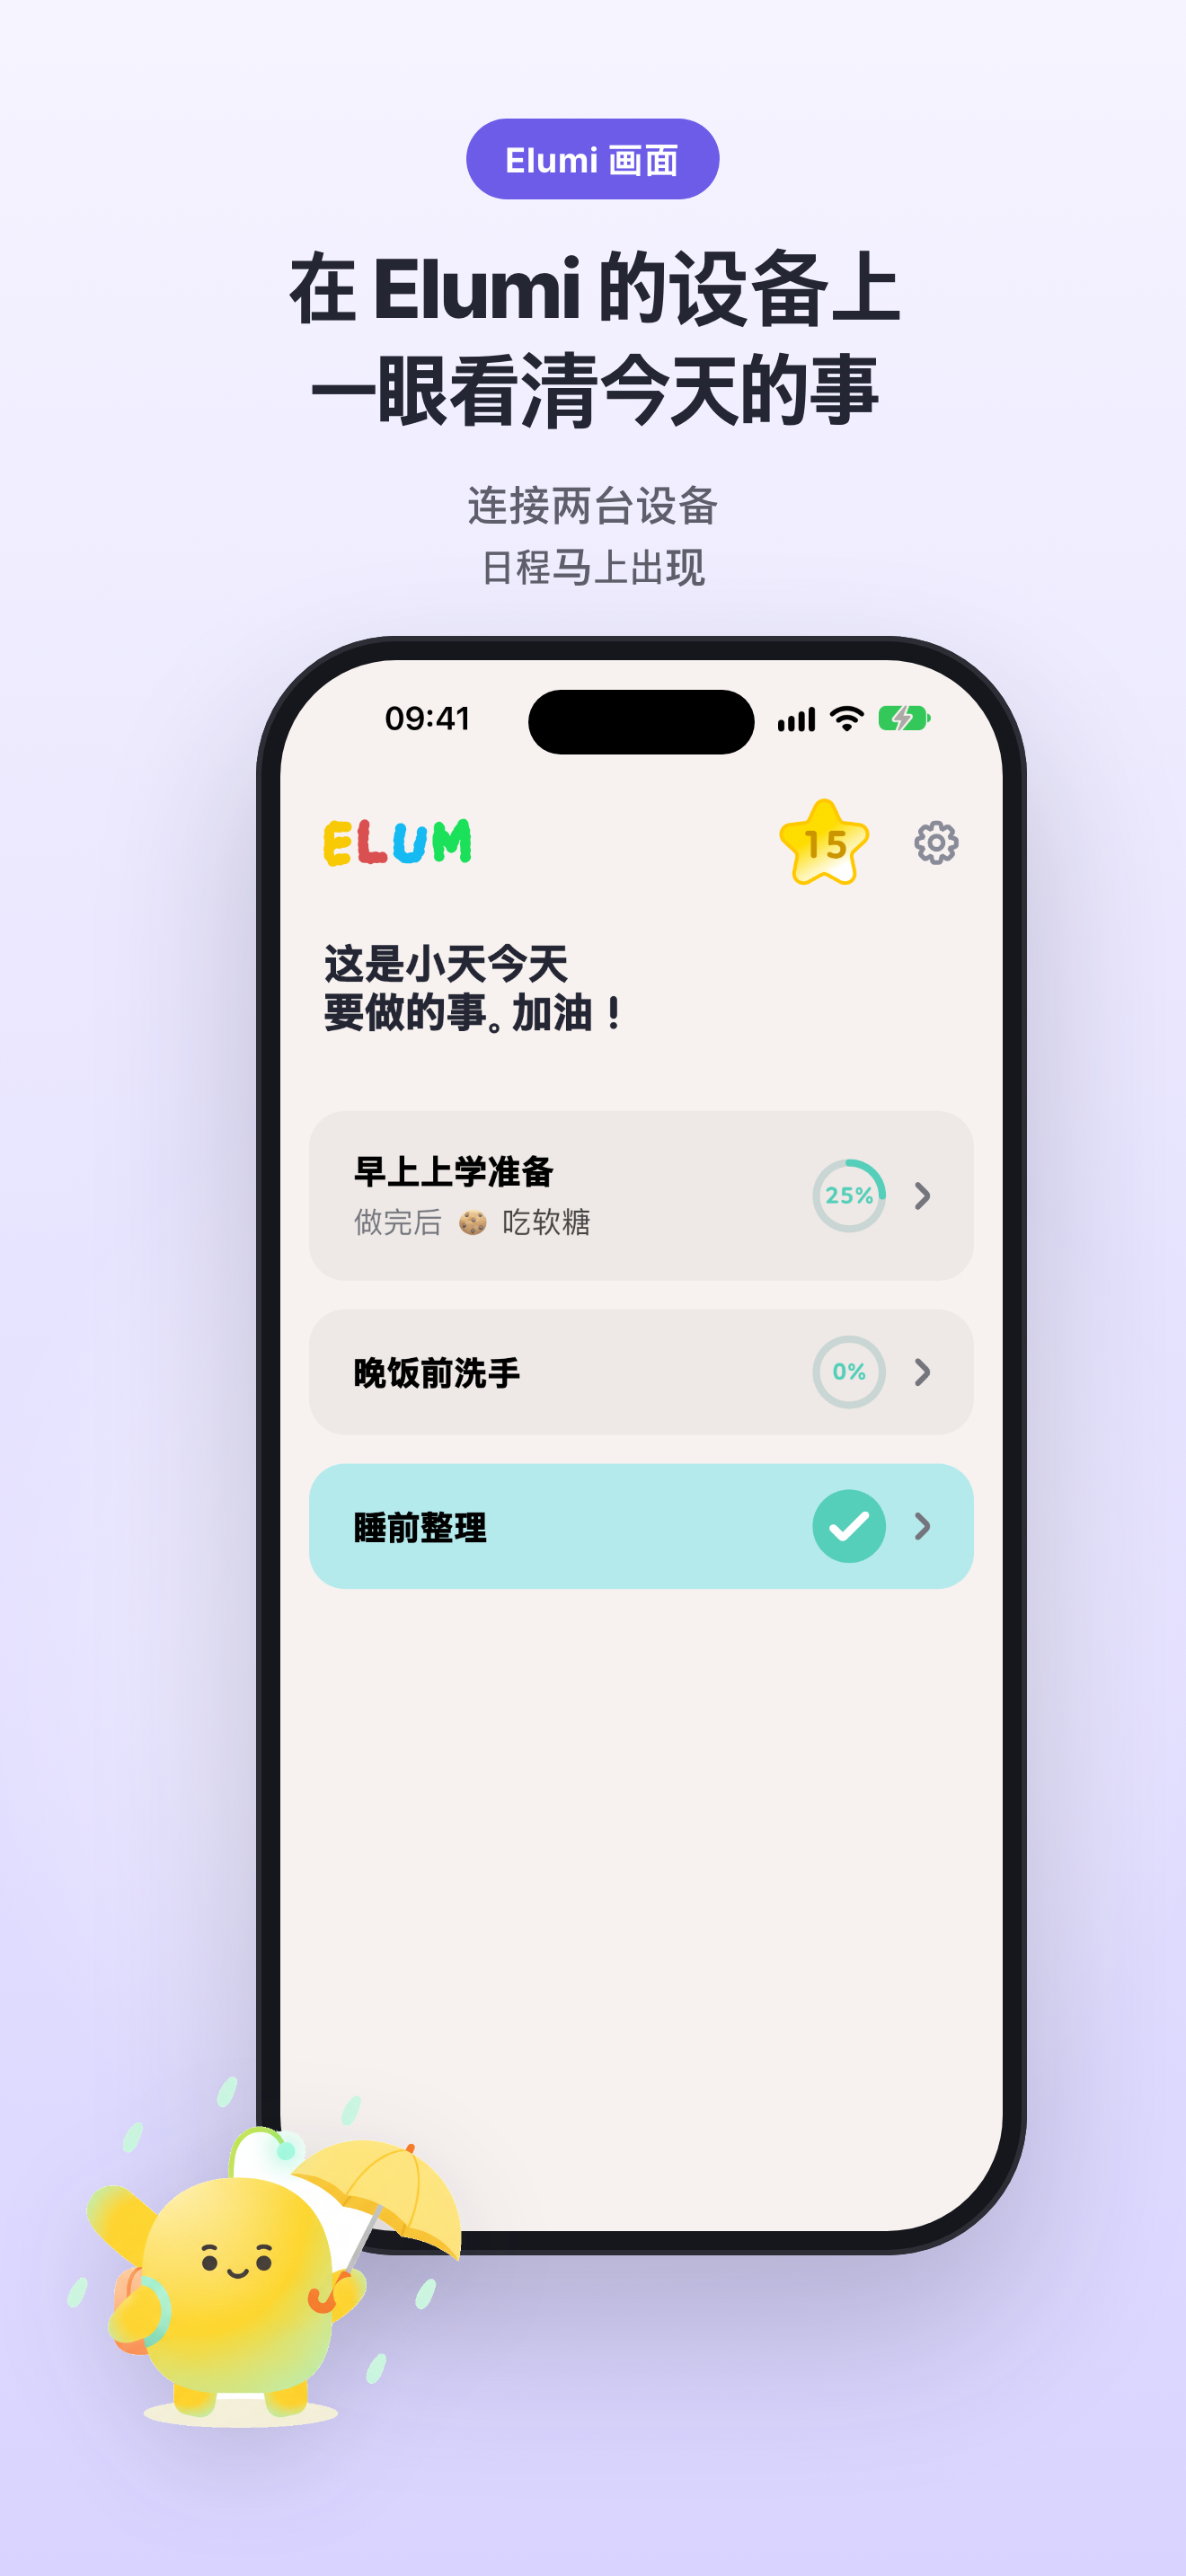 Elumi 画面
在 Elumi 的设备上
一眼看清今天的事
连接两台设备
日程马上出现
09:41
ELUM
15
这是小天今天
要做的事。加油！
早上上学准备
做完后 🍪 吃软糖
25%
晚饭前洗手
0%
睡前整理